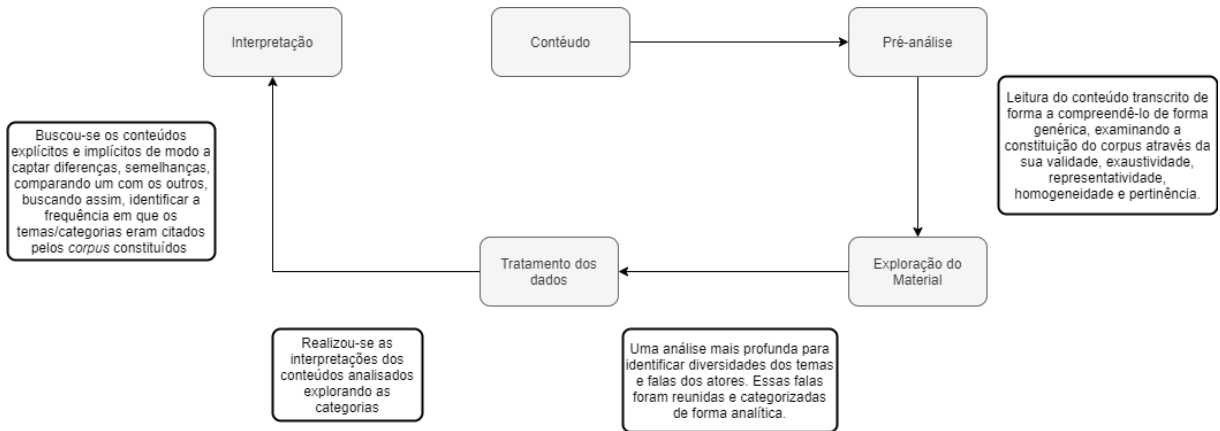 Interpretação
Contéudo
Pré-análise
Leitura do conteúdo transcrito de
forma a compreendê-lo de forma
genérica, examinando a
constituição do corpus através da
sua validade, exaustividade,
representatividade,
homogeneidade e pertinência.
Buscou-se os conteúdos
explícitos e implícitos de modo a
captar diferenças, semelhanças,
comparando um com os outros,
buscando assim, identificar a
frequência em que os
temas/categorias eram citados
pelos corpus constituídos
Tratamento dos
dados
Exploração do
Material
Realizou-se as
interpretações dos
conteúdos analisados
explorando as
categorias
Uma análise mais profunda para
identificar diversidades dos temas
e falas dos atores. Essas falas
foram reunidas e categorizadas
de forma analítica.